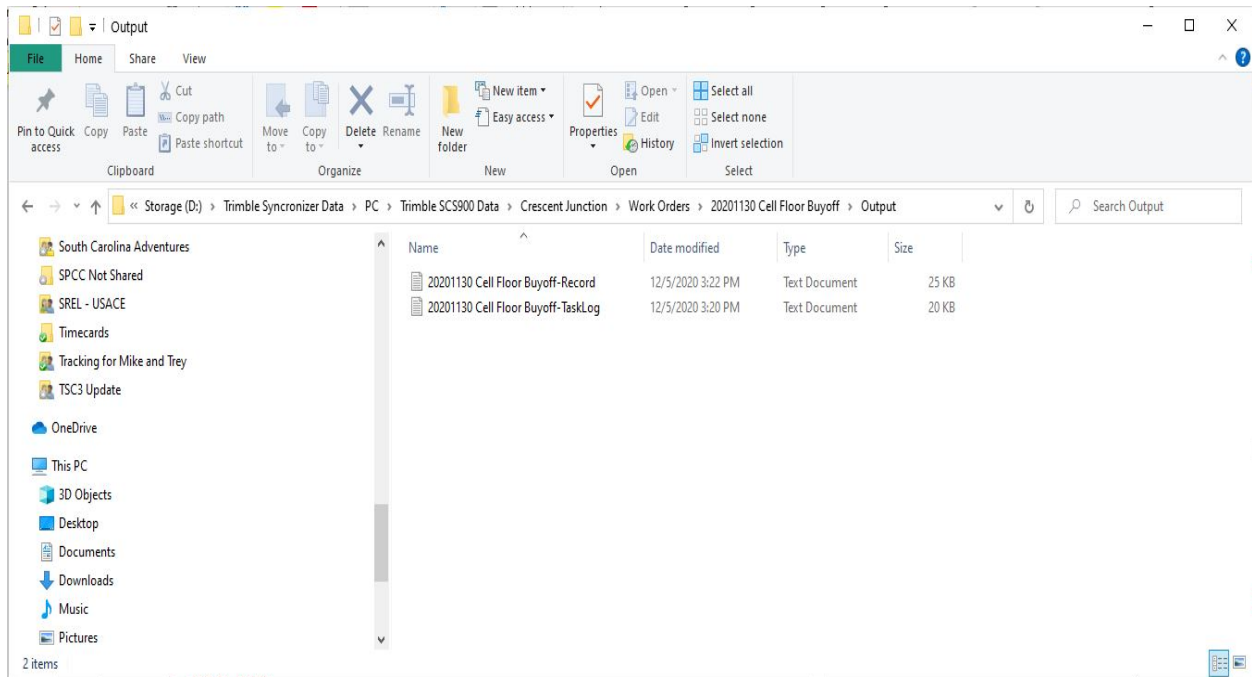 Output
File Home Share View
Pin to Quick access
Copy
Paste
Cut
Copy path
Paste shortcut
Clipboard
Move to
Copy to
Delete
Rename
Organize
New folder
New item
Easy access
New
Properties
Open
Edit
History
Open
Select all
Select none
Invert selection
Select
« Storage (D:) › Trimble Syncronizer Data › PC › Trimble SCS900 Data › Crescent Junction › Work Orders › 20201130 Cell Floor Buyoff › Output
Search Output
South Carolina Adventures
SPCC Not Shared
SREL - USACE
Timecards
Tracking for Mike and Trey
TSC3 Update
OneDrive
This PC
3D Objects
Desktop
Documents
Downloads
Music
Pictures
Name Date modified Type Size
20201130 Cell Floor Buyoff-Record 12/5/2020 3:22 PM Text Document 25 KB
20201130 Cell Floor Buyoff-TaskLog 12/5/2020 3:20 PM Text Document 20 KB
2 items